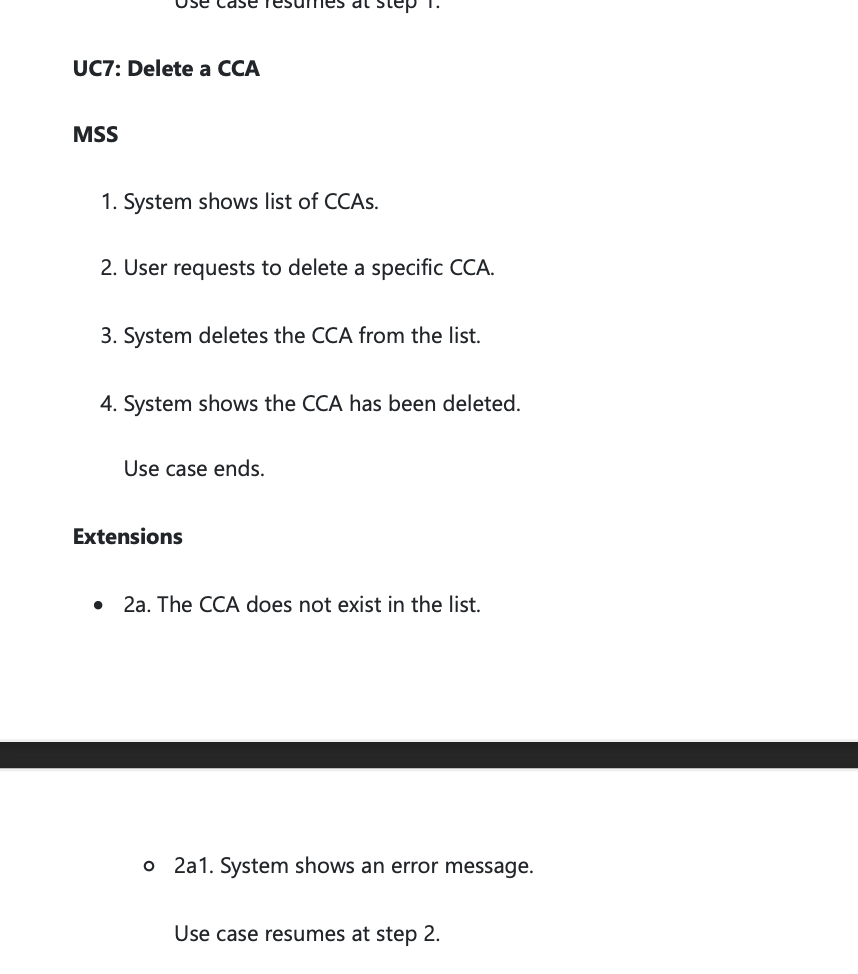 Use case resumes at step 1.
UC7: Delete a CCA
MSS
1. System shows list of CCAs.
2. User requests to delete a specific CCA.
3. System deletes the CCA from the list.
4. System shows the CCA has been deleted.
Use case ends.
Extensions
• 2a. The CCA does not exist in the list.
○ 2a1. System shows an error message.
Use case resumes at step 2.